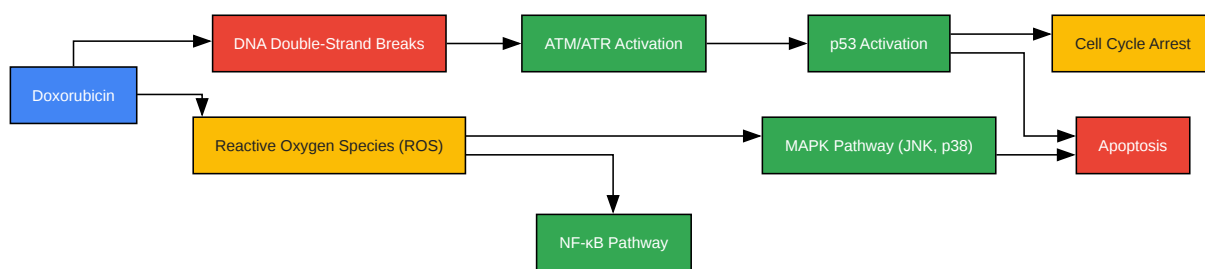 DNA Double-Strand Breaks
ATM/ATR Activation
p53 Activation
Cell Cycle Arrest
Doxorubicin
Reactive Oxygen Species (ROS)
MAPK Pathway (JNK, p38)
Apoptosis
NF-κB Pathway